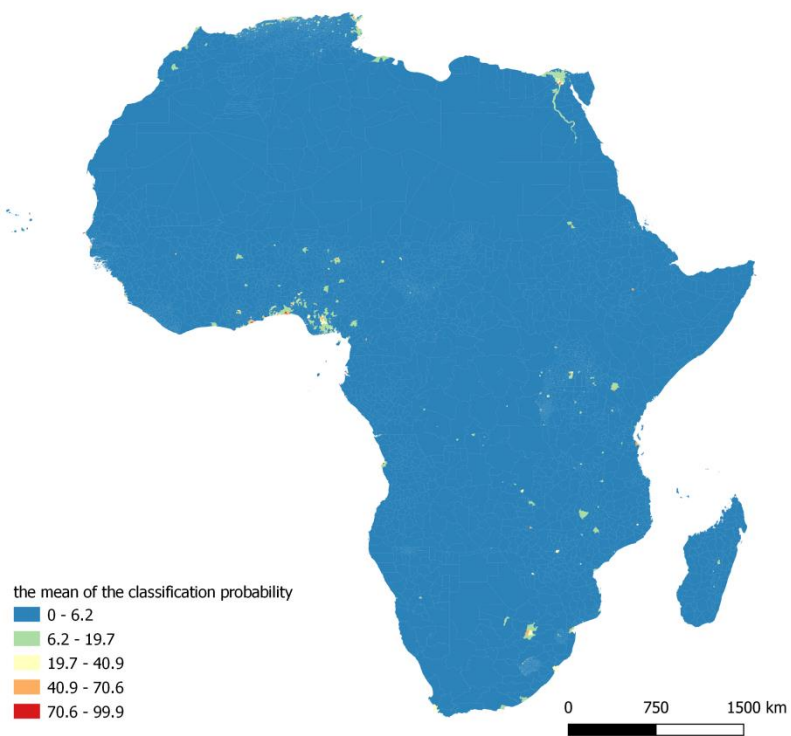 the mean of the classification probability
0 - 6.2
6.2 - 19.7
19.7 - 40.9
40.9 - 70.6
70.6 - 99.9
0 750 1500 km